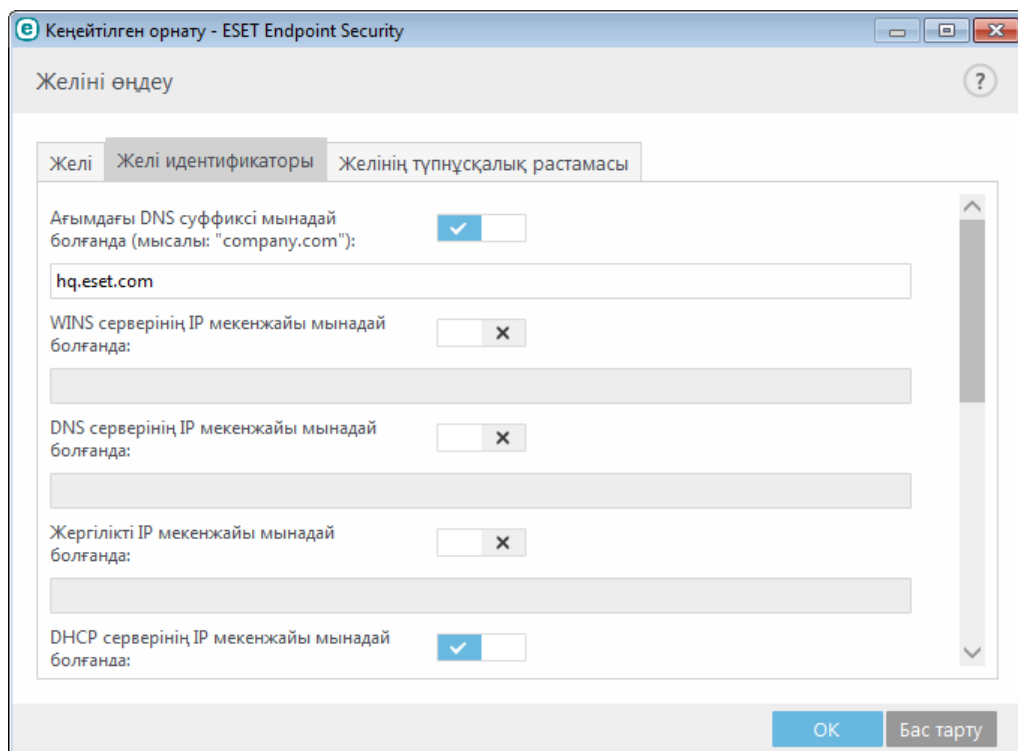 Кеңейтілген орнату - ESET Endpoint Security
Желіні өңдеу
?
Желі
Желі идентификаторы
Желінің түпнұсқалық растамасы
Ағымдағы DNS суффиксі мынадай
болғанда (мысалы: "company.com"):
hq.eset.com
WINS серверінің IP мекенжайы мынадай
болғанда:
DNS серверінің IP мекенжайы мынадай
болғанда:
Жергілікті IP мекенжайы мынадай
болғанда:
DHCP серверінің IP мекенжайы мынадай
болғанда:
OK
Бас тарту